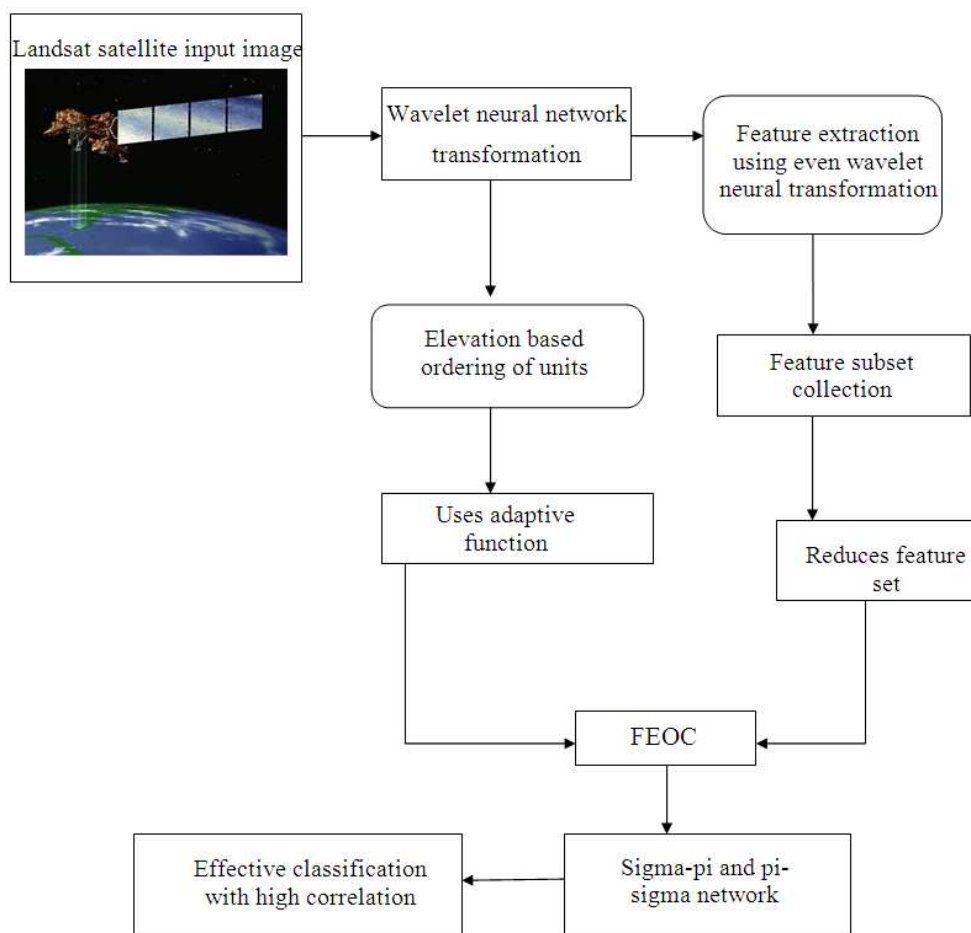 Landsat satellite input image
Wavelet neural network
transformation
Feature extraction
using even wavelet
neural transformation
Elevation based
ordering of units
Feature subset
collection
Uses adaptive
function
Reduces feature
set
FEOC
Effective classification
with high correlation
Sigma-pi and pi-
sigma network